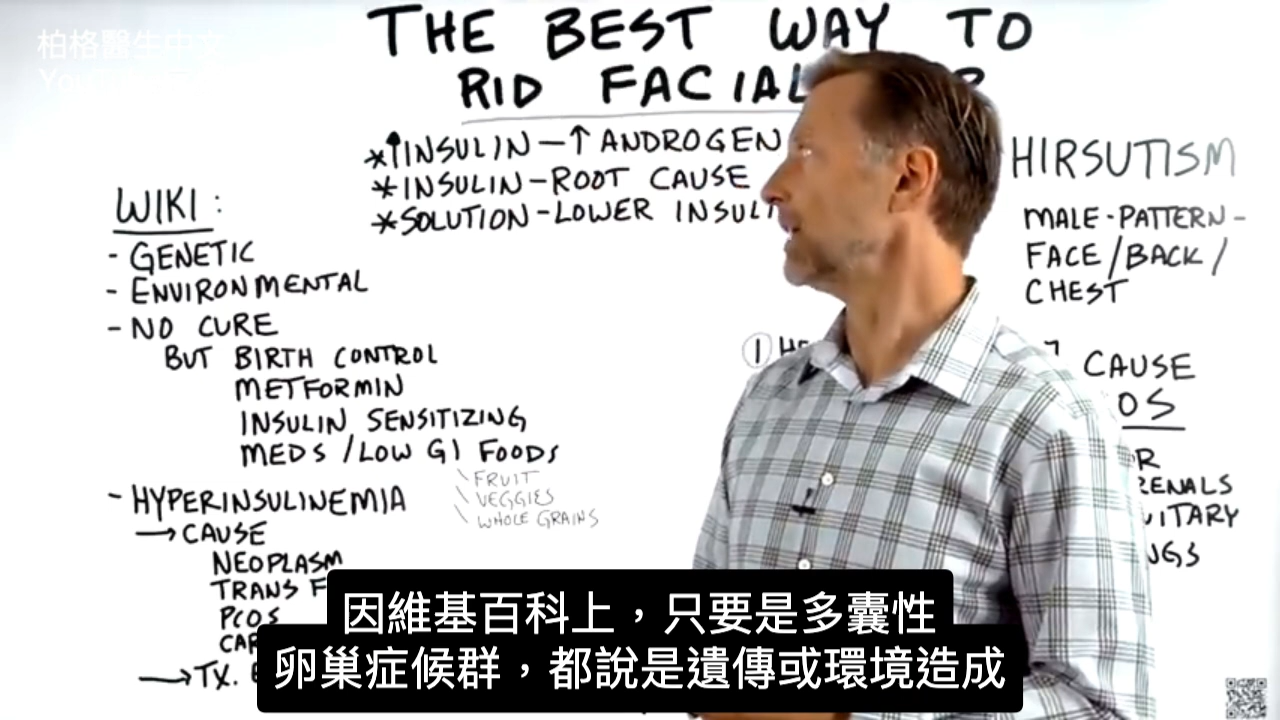 柏格醫生中文
THE BEST WAY TO
RID FACIAL
*↑INSULIN—↑ANDROGEN
*INSULIN-ROOT CAUSE
*SOLUTION-LOWER
HIRSUTISM
MALE-PATTERN-
FACE/BACK/
CHEST
WIKI:
- GENETIC
- ENVIRONMENTAL
- NO CURE
BUT BIRTH CONTROL
METFORMIN
INSULIN SENSITIZING
MEDS/LOW GI FOODS
\ FRUIT
\ VEGGIES
\ WHOLE GRAINS
- HYPERINSULINEMIA
→CAUSE
NEOPLASM
TRANS
PCOS
→TX.
①
CAUSE
因維基百科上，只要是多囊性
卵巢症候群，都說是遺傳或環境造成